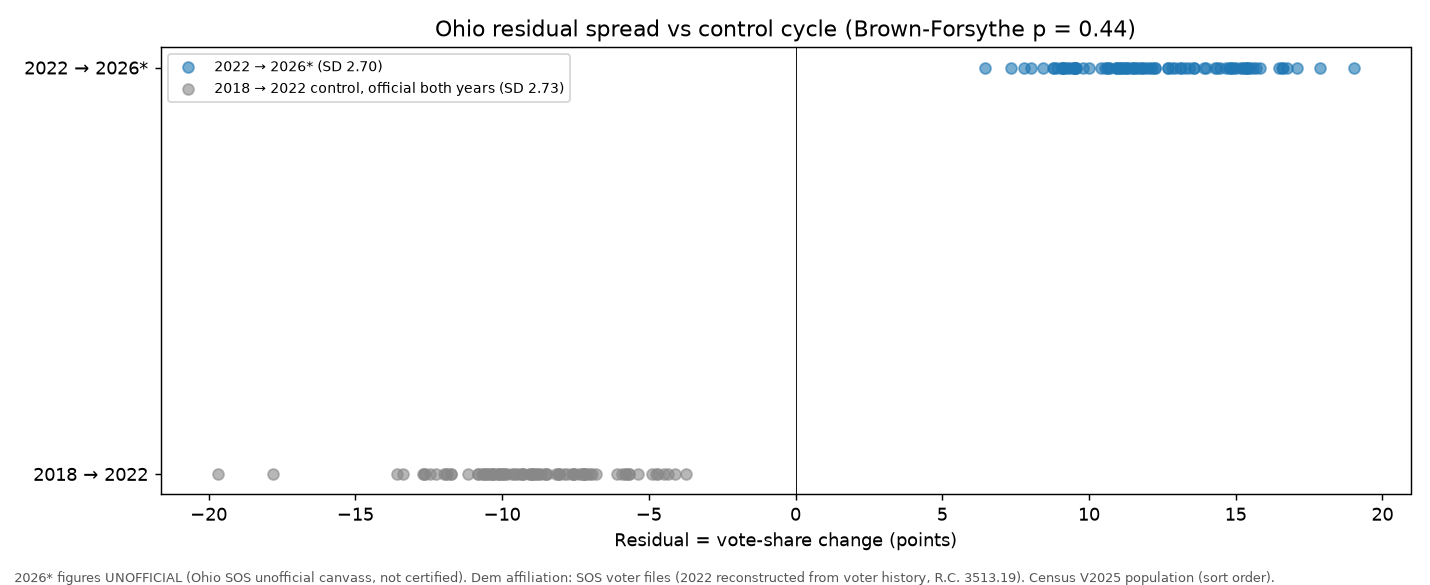 Ohio residual spread vs control cycle (Brown-Forsythe p = 0.44)
2022 → 2026*
2022 → 2026* (SD 2.70)
2018 → 2022 control, official both years (SD 2.73)
2018 → 2022
−20 −15 −10 −5 0 5 10 15 20
Residual = vote-share change (points)
2026* figures UNOFFICIAL (Ohio SOS unofficial canvass, not certified). Dem affiliation: SOS voter files (2022 reconstructed from voter history, R.C. 3513.19). Census V2025 population (sort order).